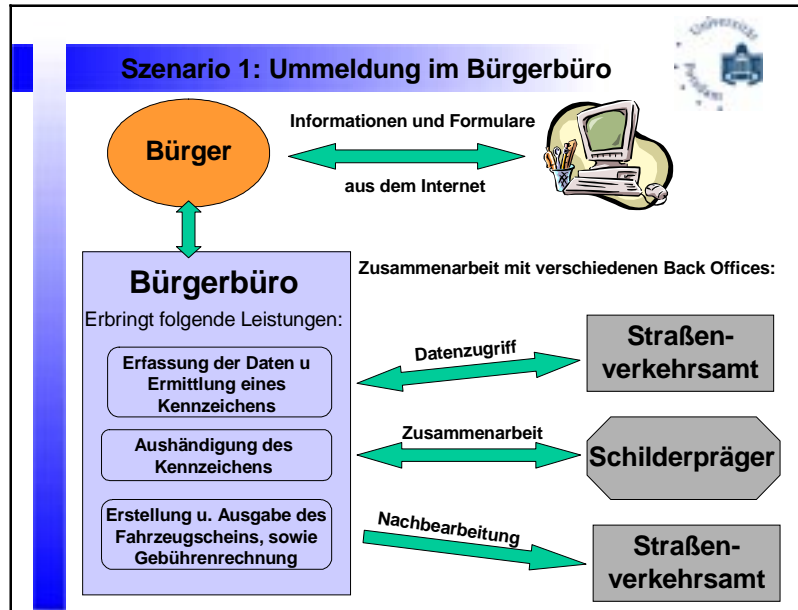 Szenario 1: Ummeldung im Bürgerbüro
Universität
Potsdam
Bürger
Informationen und Formulare
aus dem Internet
Bürgerbüro
Erbringt folgende Leistungen:
Erfassung der Daten u
Ermittlung eines
Kennzeichens
Aushändigung des
Kennzeichens
Erstellung u. Ausgabe des
Fahrzeugscheins, sowie
Gebührenrechnung
Zusammenarbeit mit verschiedenen Back Offices:
Datenzugriff
Straßen-
verkehrsamt
Zusammenarbeit
Schilderpräger
Nachbearbeitung
Straßen-
verkehrsamt